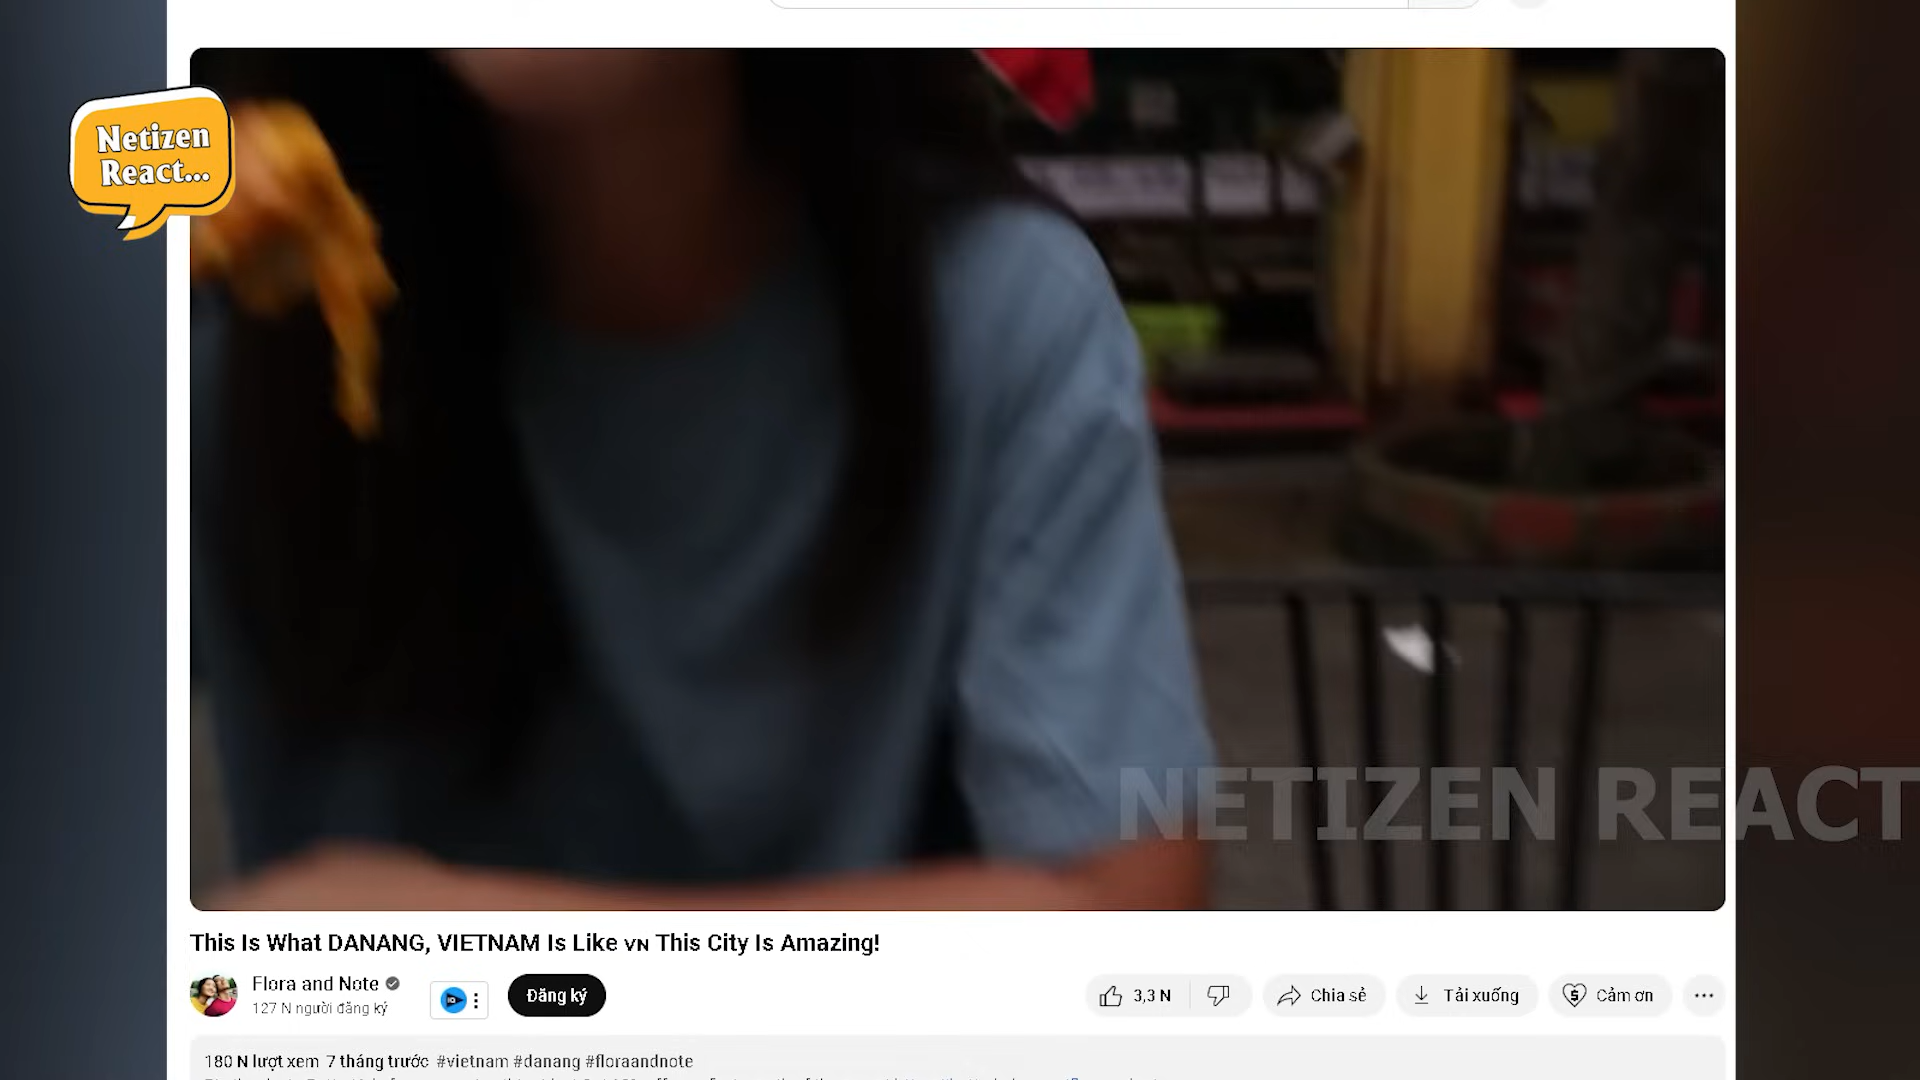 Netizen
React...
NETIZEN REACT
This Is What DANANG, VIETNAM Is Like VN This City Is Amazing!
Flora and Note
127 N người đăng ký
Đăng ký
3,3 N
Chia sẻ
Tải xuống
Cảm ơn
180 N lượt xem 7 tháng trước #vietnam #danang #floraandnote